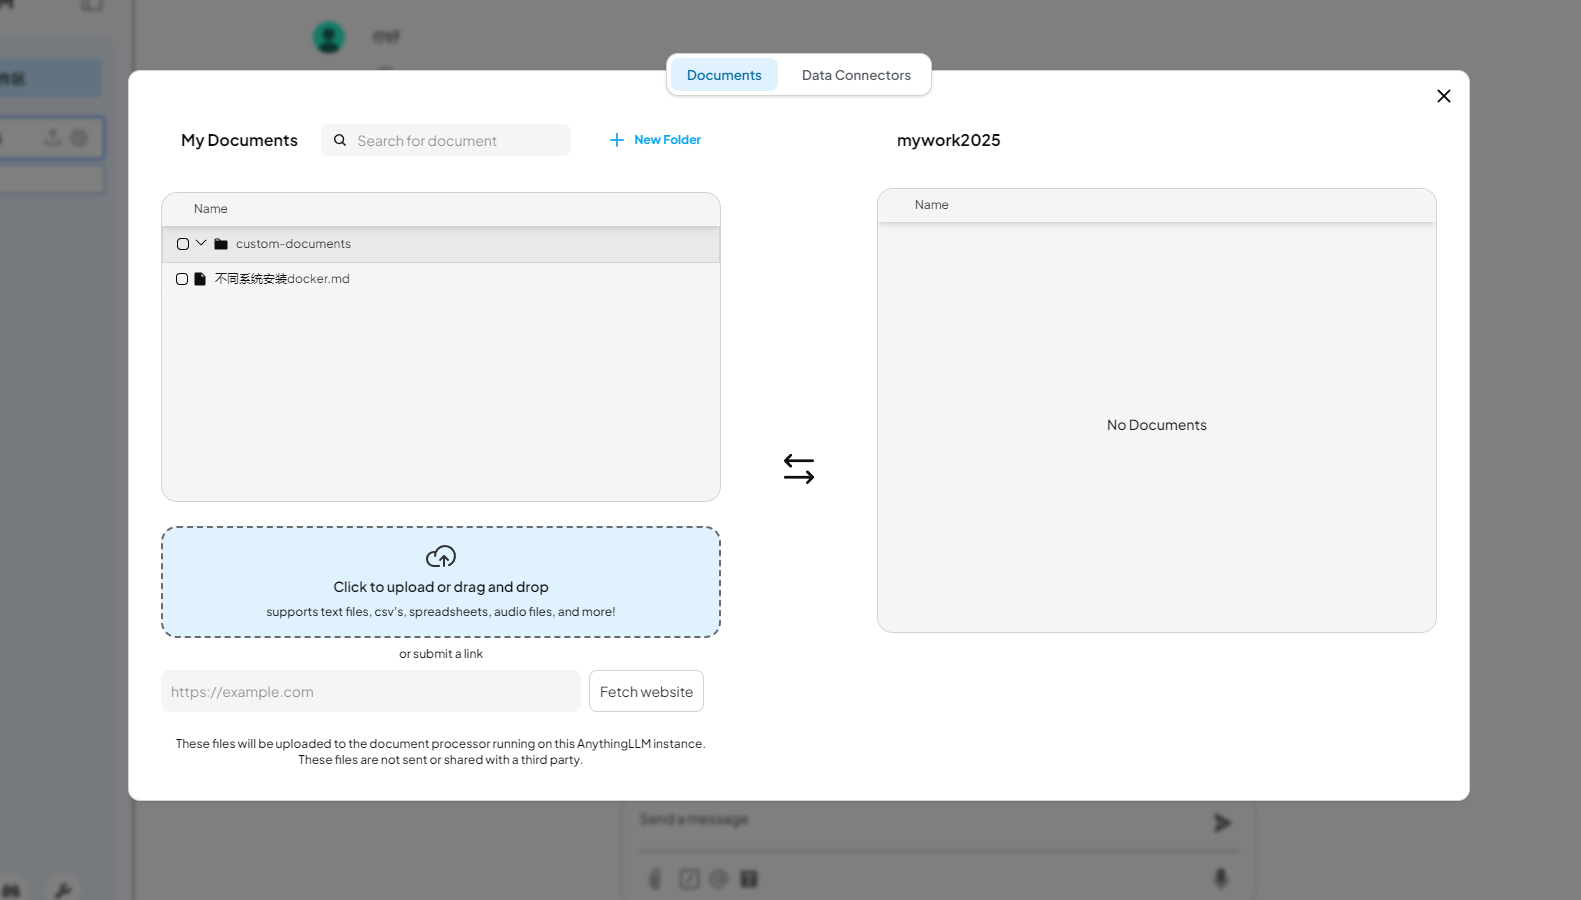 你好
Documents
Data Connectors
My Documents
Search for document
New Folder
mywork2025
Name
custom-documents
不同系统安装docker.md
Name
No Documents
Click to upload or drag and drop
supports text files, csv's, spreadsheets, audio files, and more!
or submit a link
https://example.com
Fetch website
These files will be uploaded to the document processor running on this AnythingLLM instance.
These files are not sent or shared with a third party.
Send a message